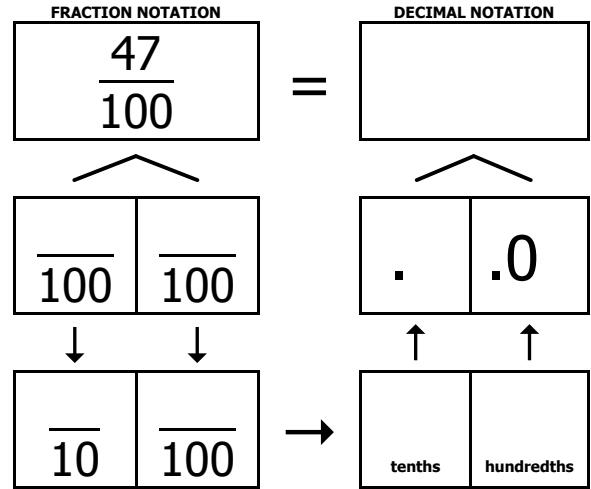 FRACTION NOTATION
DECIMAL NOTATION
47
100
=
100
100
.
.0
10
100
tenths
hundredths